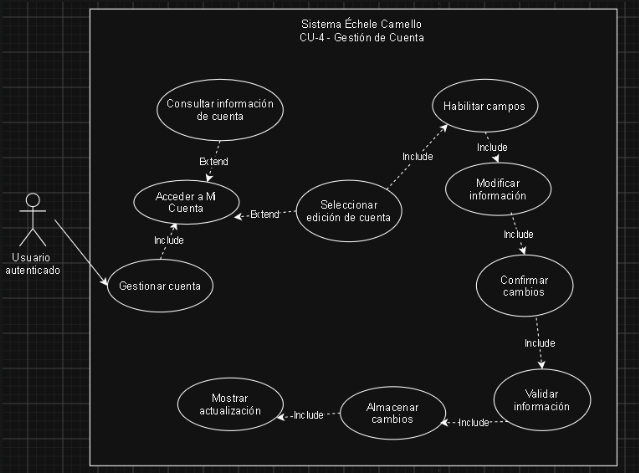 Sistema Échele Camello
CU-4 - Gestión de Cuenta
Consultar información
de cuenta
Habilitar campos
Extend
Include
Include
Modificar
información
Acceder a Mi
Cuenta
Extend
Seleccionar
edición de cuenta
Include
Include
Usuario
autenticado
Gestionar cuenta
Confirmar
cambios
Include
Mostrar
actualización
Include
Almacenar
cambios
Include
Validar
información